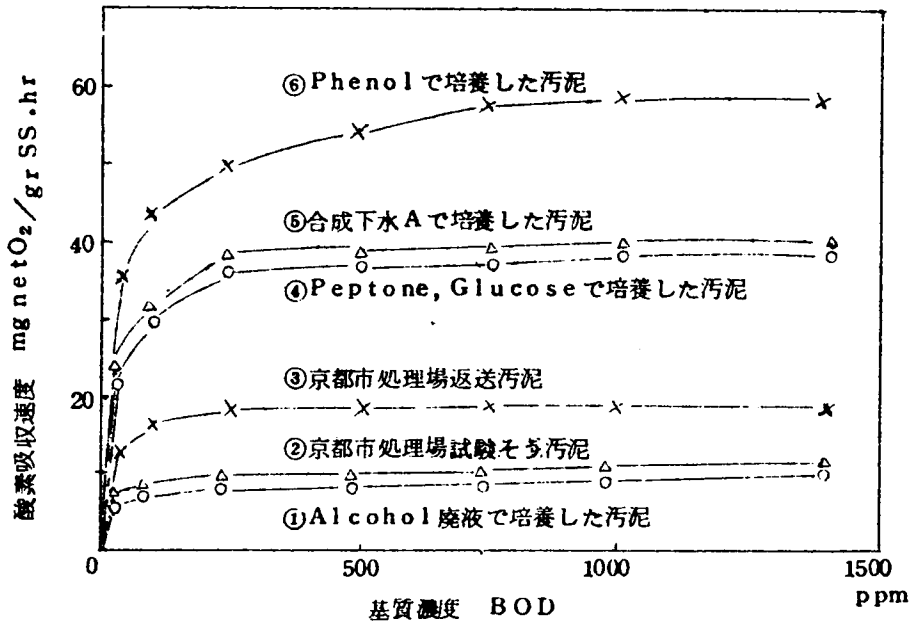 酸素吸収速度 mg netO₂/gr SS.hr
60
40
20
0
⑥Phenolで培養した汚泥
⑤合成下水Aで培養した汚泥
④Peptone, Glucoseで培養した汚泥
③京都市処理場返送汚泥
②京都市処理場試験そう汚泥
①Alcohol廃液で培養した汚泥
500
1000
1500
ppm
基質濃度 BOD